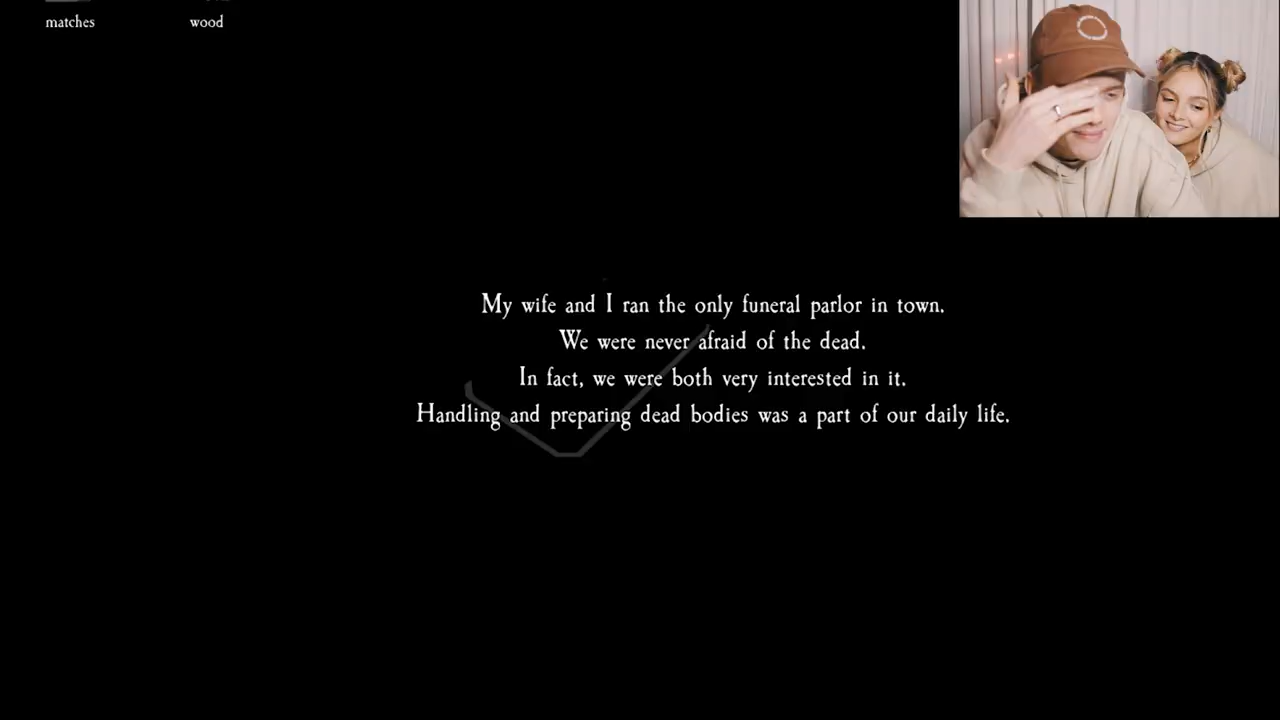 matches
wood
My wife and I ran the only funeral parlor in town.
We were never afraid of the dead.
In fact, we were both very interested in it.
Handling and preparing dead bodies was a part of our daily life.